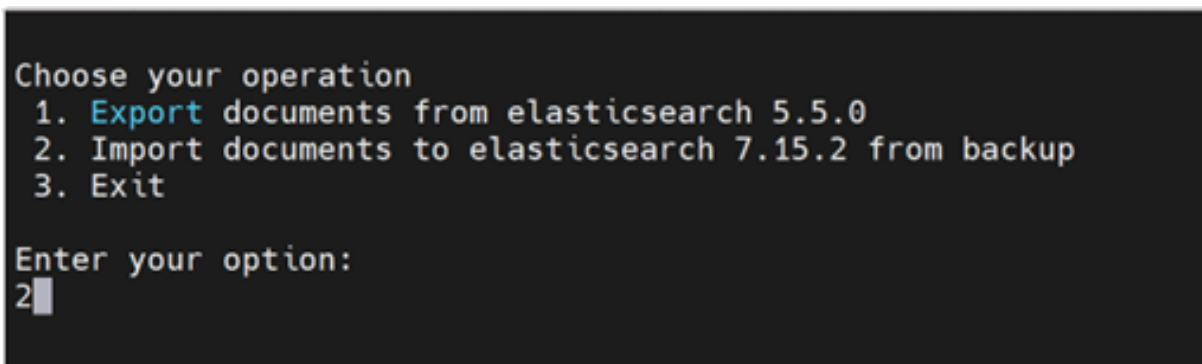 Choose your operation
1. Export documents from elasticsearch 5.5.0
2. Import documents to elasticsearch 7.15.2 from backup
3. Exit
Enter your option:
2